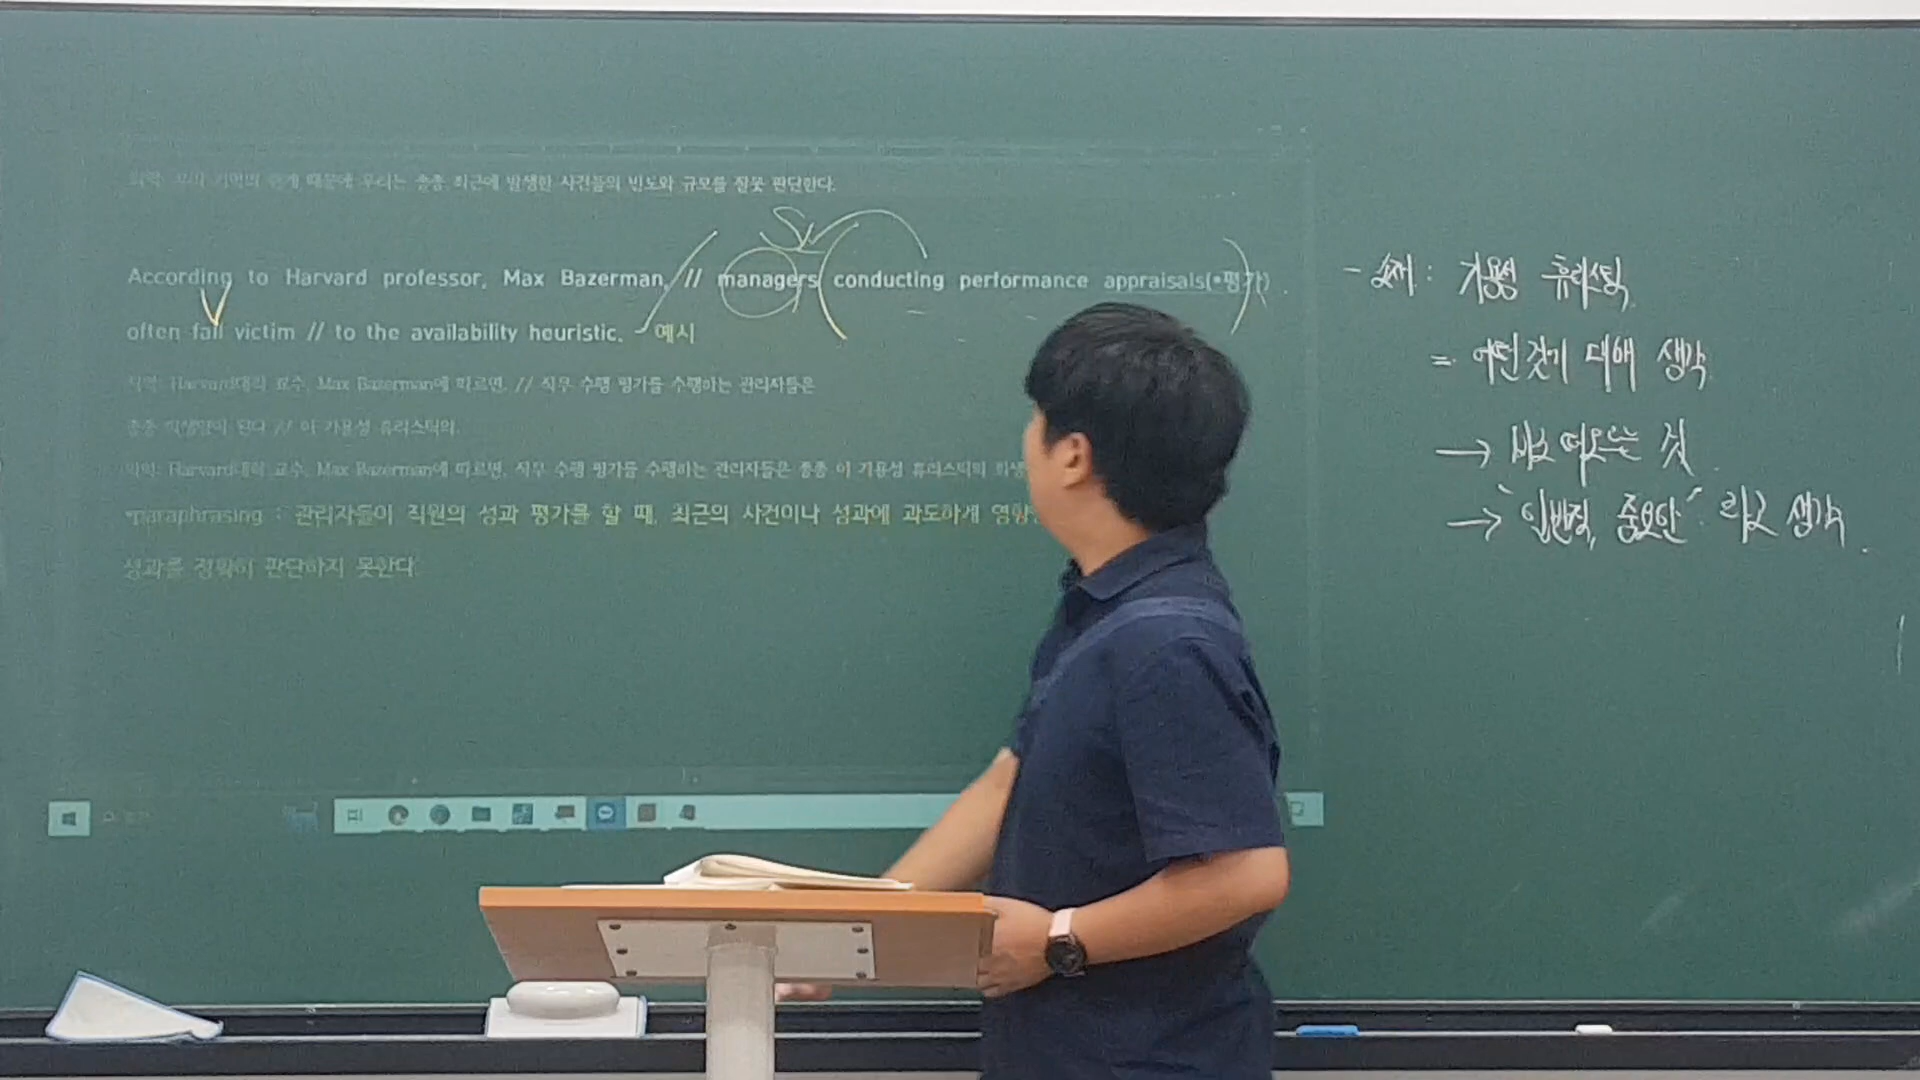 의역: 우리 기억의 한계 때문에 우리는 종종 최근에 발생한 사건들의 빈도와 규모를 잘못 판단한다.
According to Harvard professor, Max Bazerman, // managers conducting performance appraisals(*평가)
S
V
often fall victim // to the availability heuristic. 예시
직역: Harvard대학 교수, Max Bazerman에 따르면, // 직무 수행 평가를 수행하는 관리자들은
종종 희생양이 된다 // 이 가용성 휴리스틱의.
의역: Harvard대학 교수, Max Bazerman에 따르면, 직무 수행 평가를 수행하는 관리자들은 종종 이 가용성 휴리스틱의 희생
*paraphrasing : 관리자들이 직원의 성과 평가를 할 때, 최근의 사건이나 성과에 과도하게 영향
성과를 정확히 판단하지 못한다.
- 소재 : 가용성 휴리스틱
= 어떤 것에 대해 생각
→ 바로 떠오르는 것
→ "일반적, 중요한" 라고 생각.